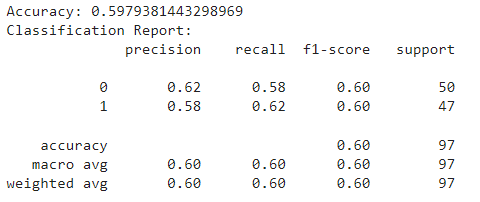 Accuracy: 0.5979381443298969
Classification Report:
precision recall f1-score support
0 0.62 0.58 0.60 50
1 0.58 0.62 0.60 47
accuracy 0.60 97
macro avg 0.60 0.60 0.60 97
weighted avg 0.60 0.60 0.60 97